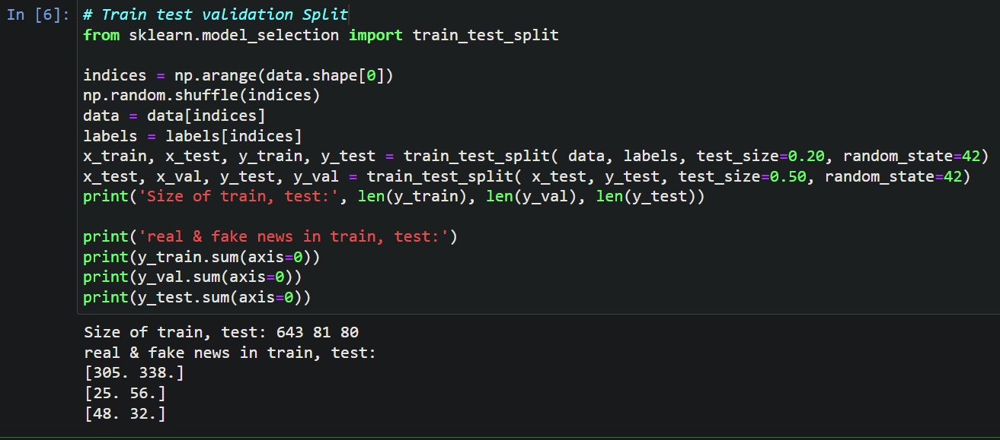 In [6]: # Train test validation Split
from sklearn.model_selection import train_test_split
indices = np.arange(data.shape[0])
np.random.shuffle(indices)
data = data[indices]
labels = labels[indices]
x_train, x_test, y_train, y_test = train_test_split( data, labels, test_size=0.20, random_state=42)
x_test, x_val, y_test, y_val = train_test_split( x_test, y_test, test_size=0.50, random_state=42)
print('Size of train, test:', len(y_train), len(y_val), len(y_test))
print('real & fake news in train, test:')
print(y_train.sum(axis=0))
print(y_val.sum(axis=0))
print(y_test.sum(axis=0))
Size of train, test: 643 81 80
real & fake news in train, test:
[305. 338.]
[25. 56.]
[48. 32.]